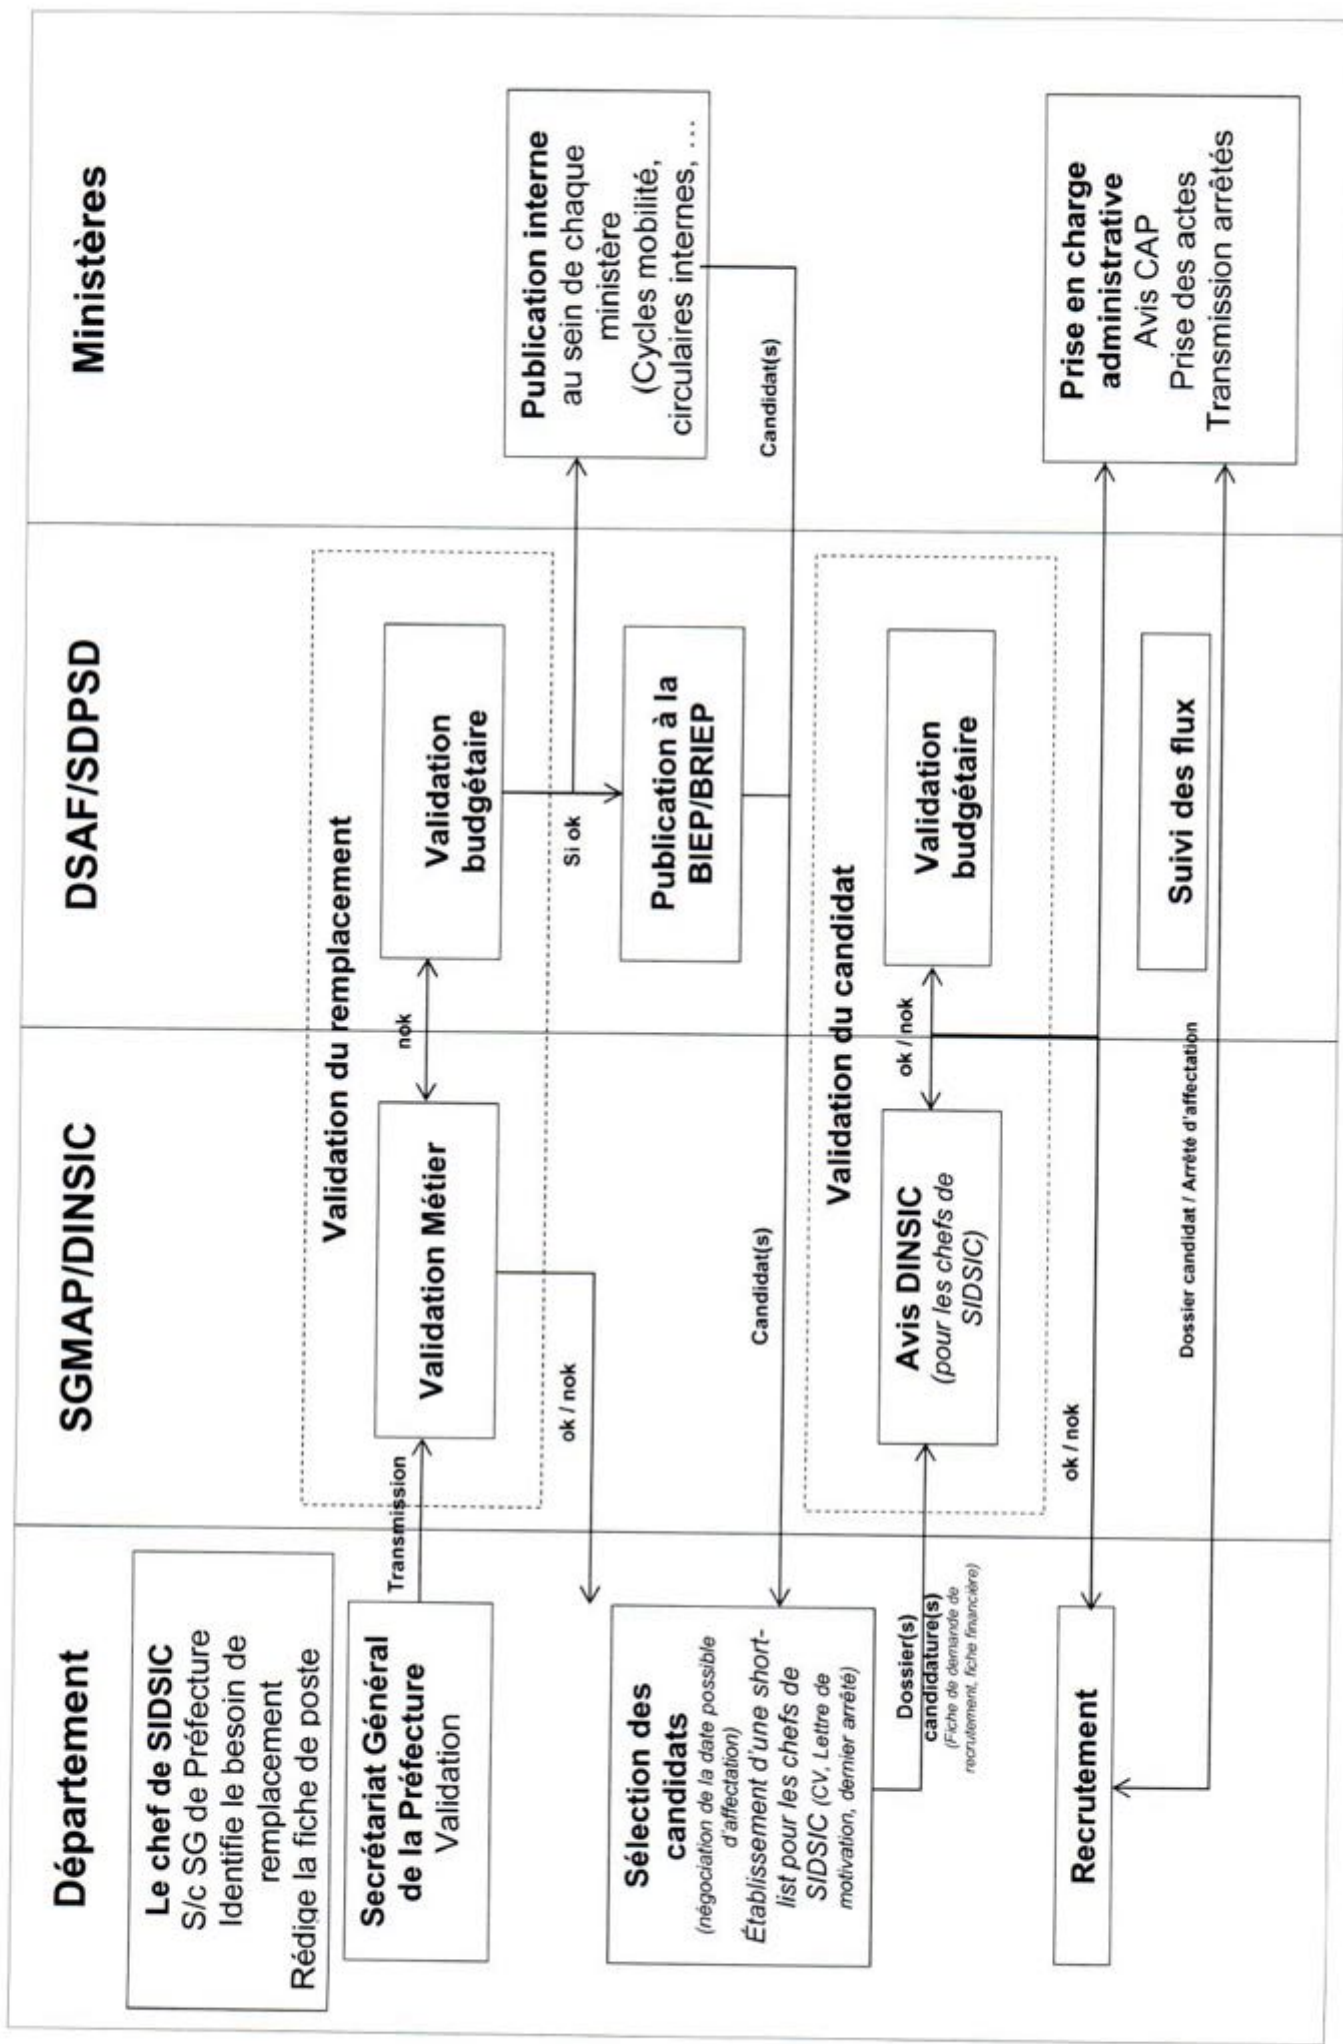 Département
SGMAP/DINSIC
DSAF/SDPSD
Ministères
Le chef de SIDSIC
S/c SG de Préfecture
Identifie le besoin de
remplacement
Rédige la fiche de poste
Secrétariat Général
de la Préfecture
Validation
Transmission
Validation du remplacement
Validation Métier
nok
Validation
budgétaire
Si ok
ok / nok
Publication interne
au sein de chaque
ministère
(Cycles mobilité,
circulaires internes, ...
Publication à la
BIEP/BRIEP
Candidat(s)
Candidat(s)
Sélection des
candidats
(négociation de la date possible
d'affectation)
Établissement d'une short-
list pour les chefs de
SIDSIC (CV, Lettre de
motivation, dernier arrêté)
Dossier(s)
candidature(s)
(Fiche de demande de
recrutement, fiche financière)
Validation du candidat
Avis DINSIC
(pour les chefs de
SIDSIC)
ok / nok
Validation
budgétaire
ok / nok
Recrutement
Dossier candidat / Arrêté d'affectation
Suivi des flux
Prise en charge
administrative
Avis CAP
Prise des actes
Transmission arrêtés